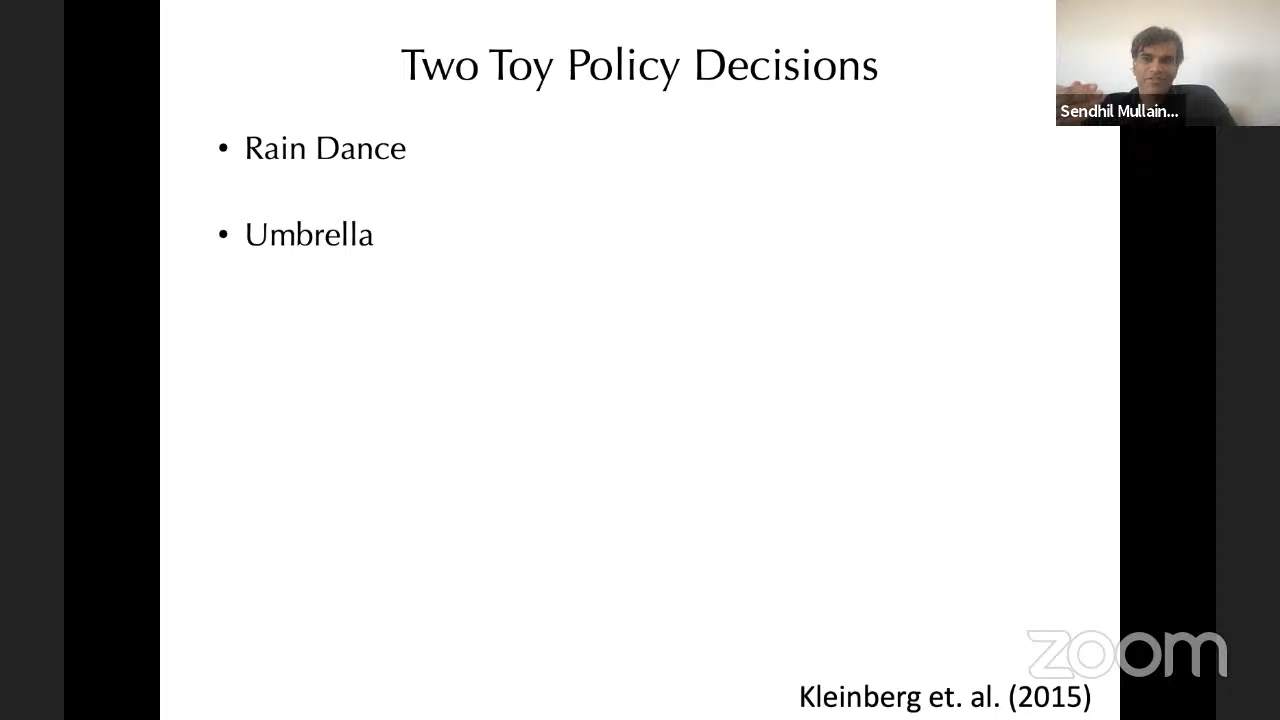 Two Toy Policy Decisions
Sendhil Mullain...
• Rain Dance
• Umbrella
zoom
Kleinberg et. al. (2015)